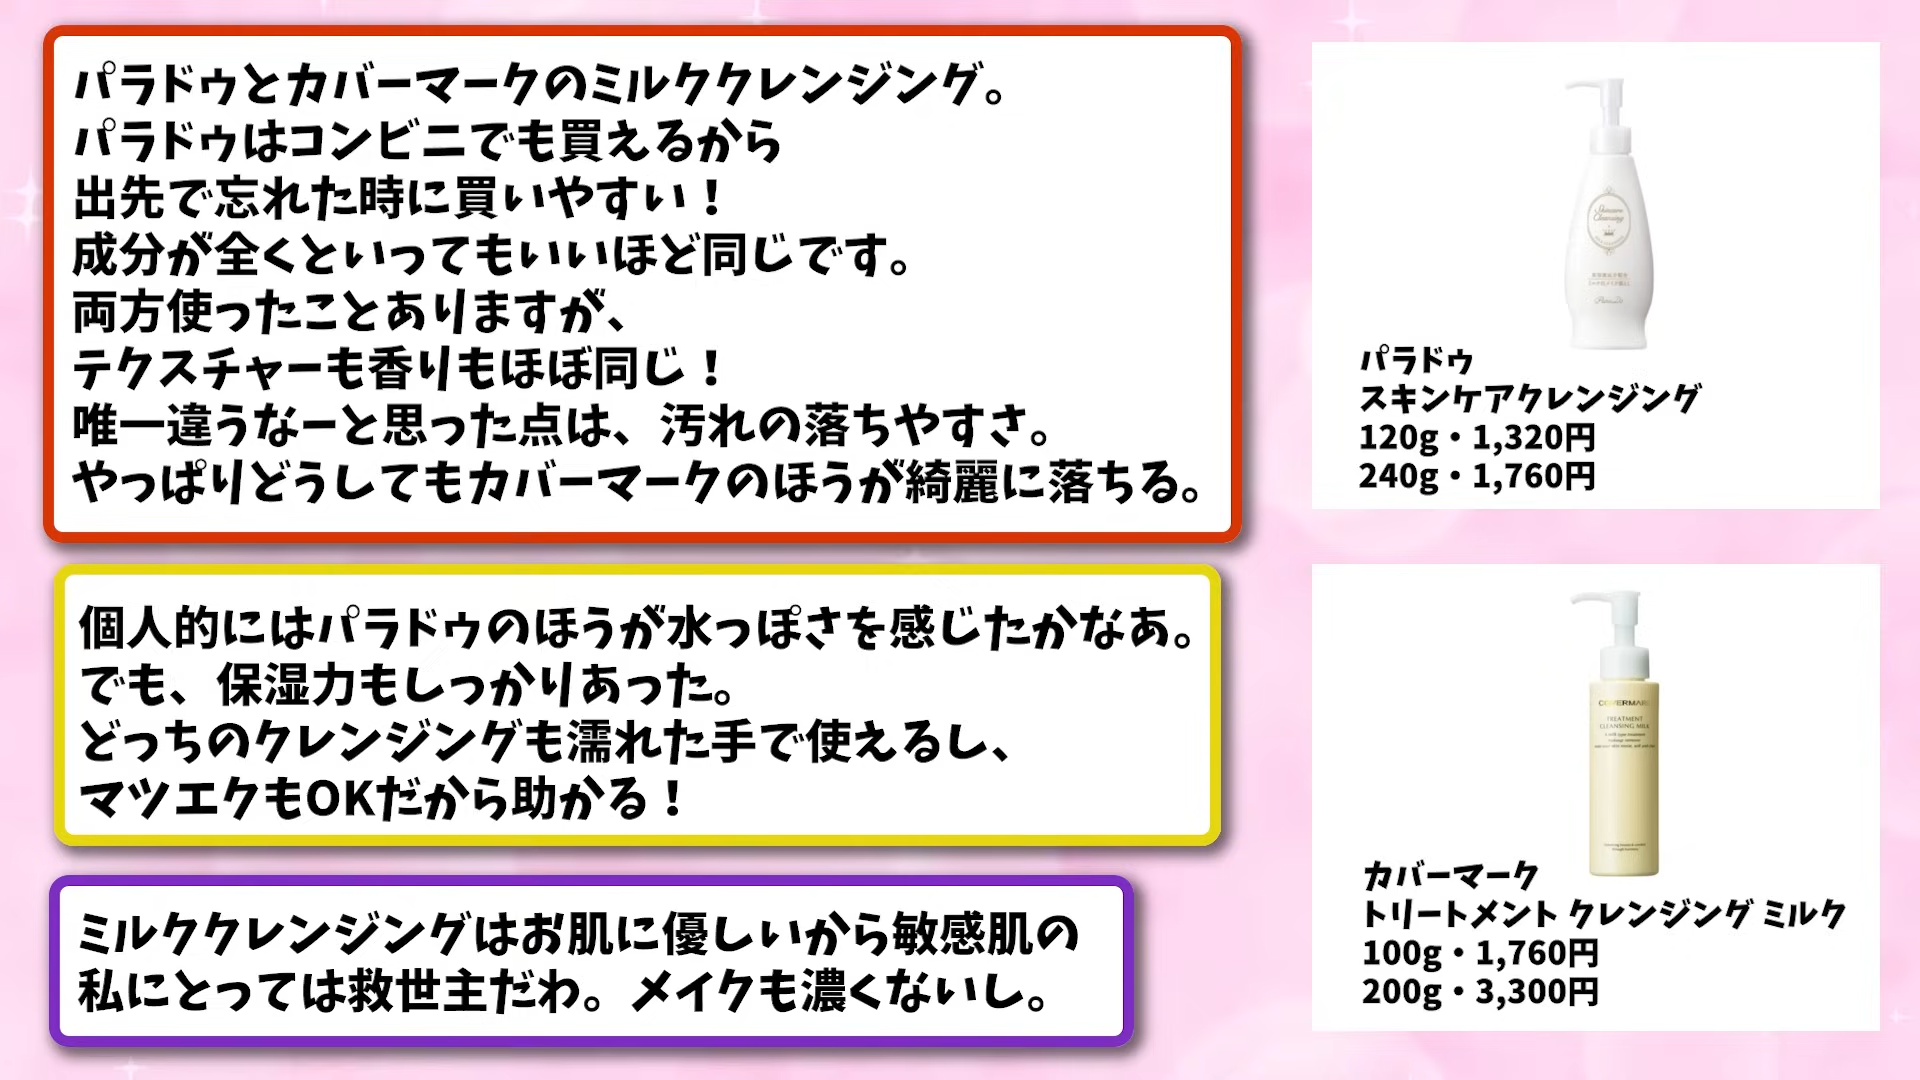 パラドゥとカバーマークのミルククレンジング。
パラドゥはコンビニでも買えるから
出先で忘れた時に買いやすい！
成分が全くといってもいいほど同じです。
両方使ったことありますが、
テクスチャーも香りもほぼ同じ！
唯一違うなーと思った点は、汚れの落ちやすさ。
やっぱりどうしてもカバーマークのほうが綺麗に落ちる。
個人的にはパラドゥのほうが水っぽさを感じたかなあ。
でも、保湿力もしっかりあった。
どっちのクレンジングも濡れた手で使えるし、
マツエクもOKだから助かる！
ミルククレンジングはお肌に優しいから敏感肌の
私にとっては救世主だわ。メイクも濃くないし。
Skincare
Cleansing
パラドゥ
スキンケアクレンジング
120g・1,320円
240g・1,760円
COVERMARK
TREATMENT
CLEANSING MILK
カバーマーク
トリートメント クレンジング ミルク
100g・1,760円
200g・3,300円